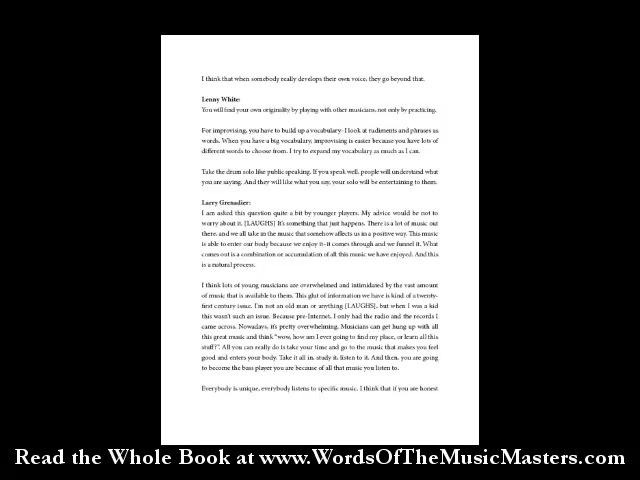 I think that when somebody really develops their own voice, they go beyond that.
Lenny White:
You will find your own originality by playing with other musicians, not only by practicing.
For improvising, you have to build up a vocabulary–I look at rudiments and phrases as
words. When you have a big vocabulary, improvising is easier because you have lots of
different words to choose from. I try to expand my vocabulary as much as I can.
Take the drum solo like public speaking. If you speak well, people will understand what
you are saying. And they will like what you say, your solo will be entertaining to them.
Larry Grenadier:
I am asked this question quite a bit by younger players. My advice would be not to
worry about it. [LAUGHS] It's something that just happens. There is a lot of music out
there, and we all take in the music that somehow affects us in a positive way. This music
is able to enter our body because we enjoy it–it comes through and we funnel it. What
comes out is a combination or accumulation of all this music we have enjoyed. And this
is a natural process.
I think lots of young musicians are overwhelmed and intimidated by the vast amount
of music that is available to them. This glut of information we have is kind of a twenty-
first century issue. I'm not an old man or anything [LAUGHS], but when I was a kid
this wasn't such an issue. Because pre-Internet, I only had the radio and the records I
came across. Nowadays, it's pretty overwhelming. Musicians can get hung up with all
this great music and think "wow, how am I ever going to find my place, or learn all this
stuff?". All you can really do is take your time and go to the music that makes you feel
good and enters your body. Take it all in, study it, listen to it. And then, you are going
to become the bass player you are because of all that music you listen to.
Everybody is unique, everybody listens to specific music. I think that if you are honest
Read the Whole Book at www.WordsOfTheMusicMasters.com